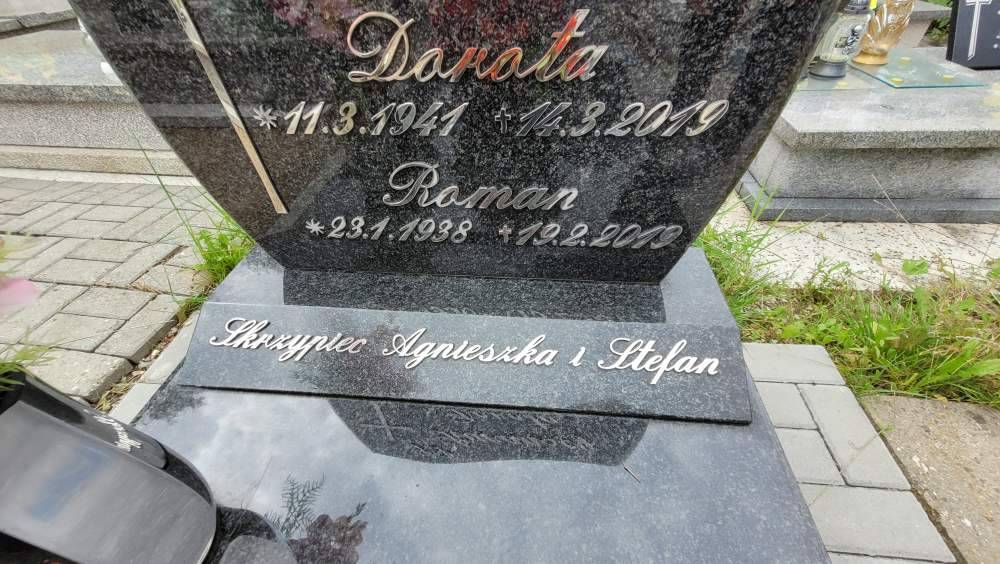 Dorota
* 11.3.1941 † 14.3.2019
Roman
* 23.1.1938 † 19.2.2019
Skrzypiec Agnieszka i Stefan